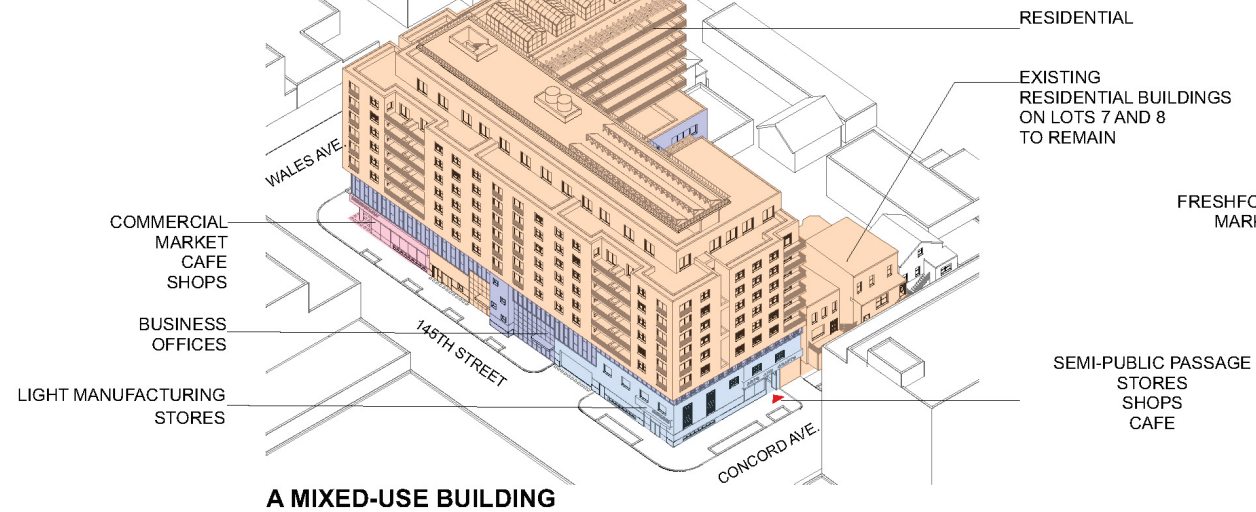 RESIDENTIAL
EXISTING
RESIDENTIAL BUILDINGS
ON LOTS 7 AND 8
TO REMAIN
WALES AVE.
COMMERCIAL
MARKET
CAFE
SHOPS
BUSINESS
OFFICES
145TH STREET
LIGHT MANUFACTURING
STORES
SEMI-PUBLIC PASSAGE
STORES
SHOPS
CAFE
CONCORD AVE.
A MIXED-USE BUILDING